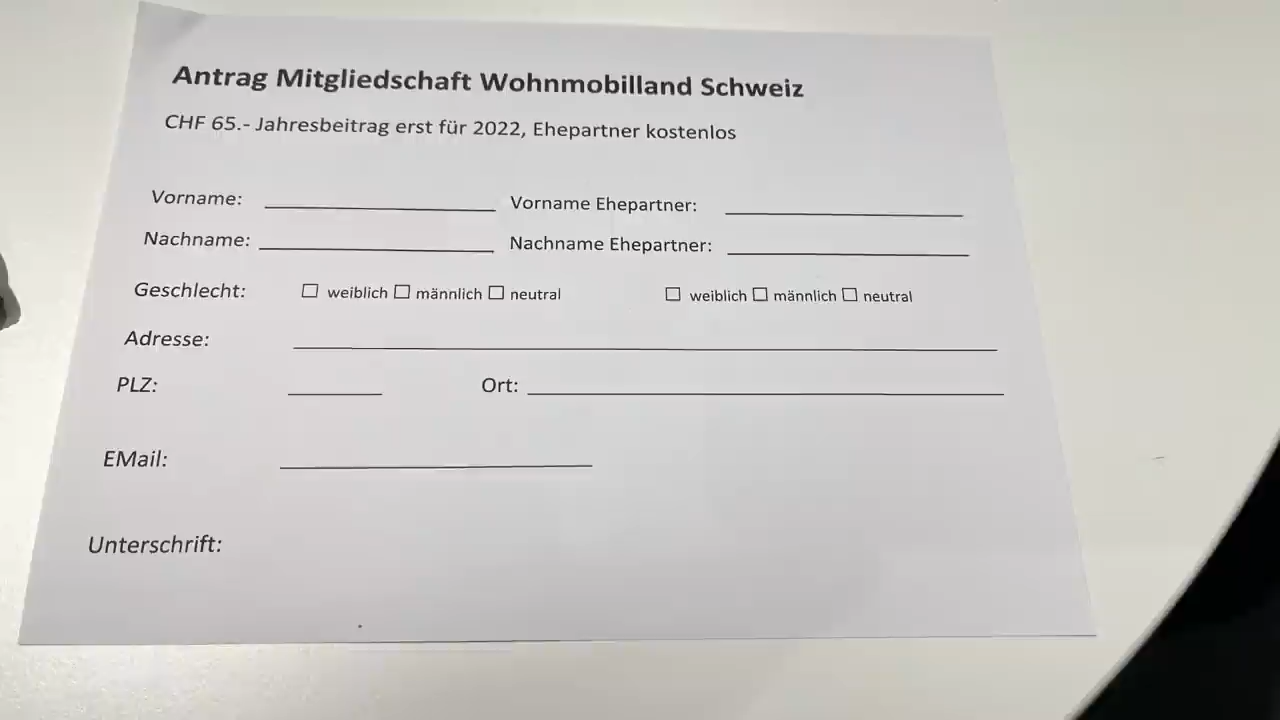 Antrag Mitgliedschaft Wohnmobilland Schweiz
CHF 65.- Jahresbeitrag erst für 2022, Ehepartner kostenlos
Vorname: Vorname Ehepartner:
Nachname: Nachname Ehepartner:
Geschlecht: ☐ weiblich ☐ männlich ☐ neutral ☐ weiblich ☐ männlich ☐ neutral
Adresse:
PLZ: Ort:
EMail:
Unterschrift: